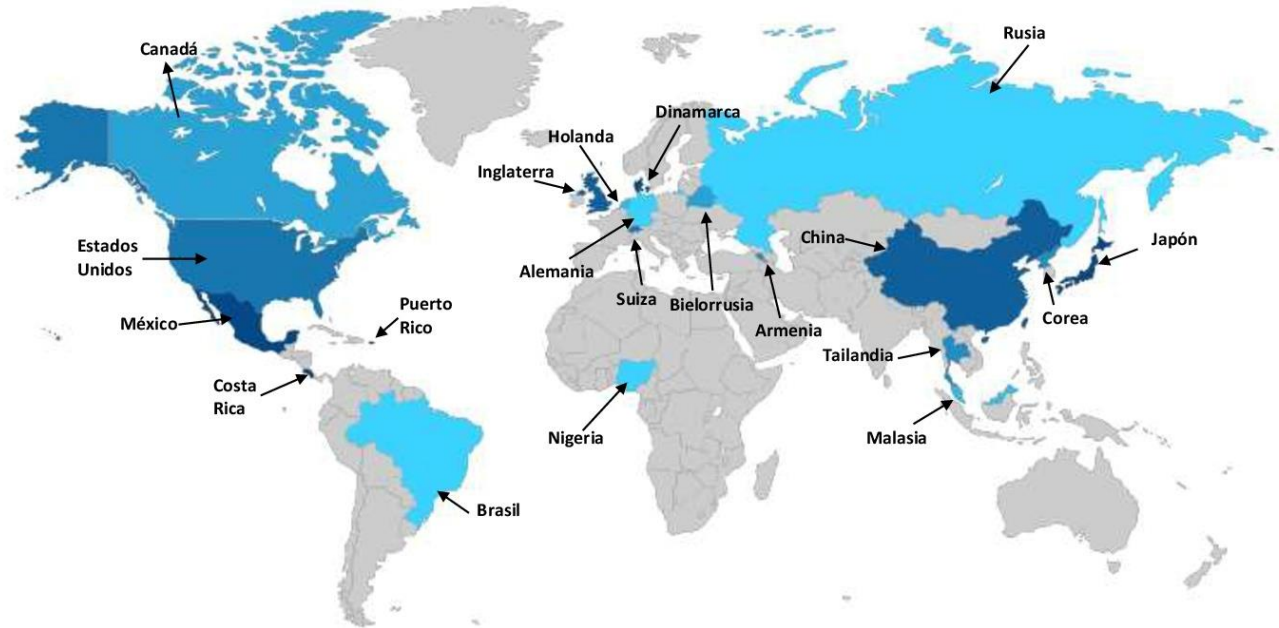 Canadá
Rusia
Dinamarca
Holanda
Inglaterra
Estados
Unidos
China
Japón
Alemania
Suiza
Bielorrusia
Puerto
Rico
México
Armenia
Corea
Tailandia
Costa
Rica
Nigeria
Malasia
Brasil